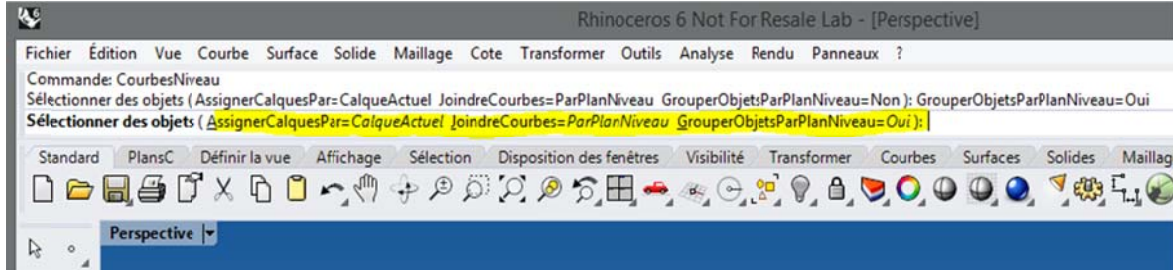 Rhinoceros 6 Not For Resale Lab - [Perspective]
Fichier Édition Vue Courbe Surface Solide Maillage Cote Transformer Outils Analyse Rendu Panneaux ?
Commande: CourbesNiveau
Sélectionner des objets ( AssignerCalquesPar=CalqueActuel JoindreCourbes=ParPlanNiveau GrouperObjetsParPlanNiveau=Non ): GrouperObjetsParPlanNiveau=Oui
Sélectionner des objets ( AssignerCalquesPar=CalqueActuel JoindreCourbes=ParPlanNiveau GrouperObjetsParPlanNiveau=Oui ):
Standard PlansC Définir la vue Affichage Sélection Disposition des fenêtres Visibilité Transformer Courbes Surfaces Solides Maillag
Perspective